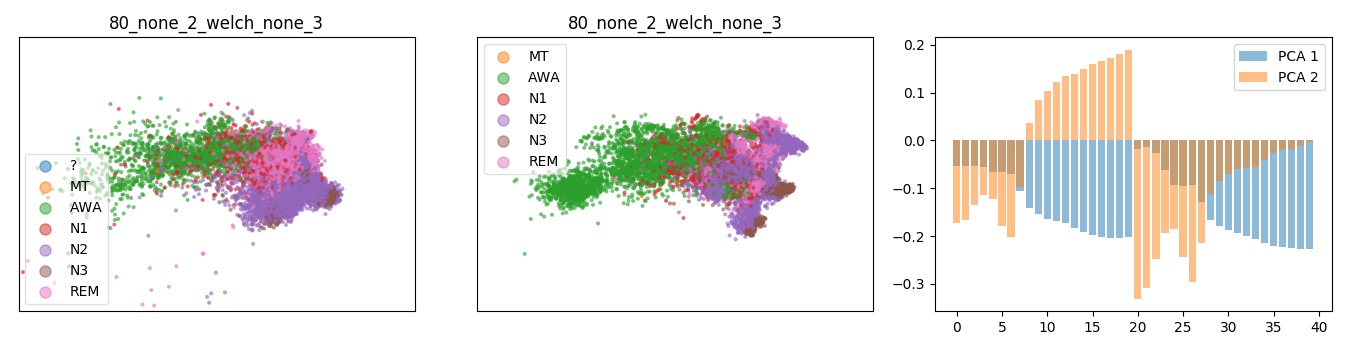 80_none_2_welch_none_3
?
MT
AWA
N1
N2
N3
REM
80_none_2_welch_none_3
MT
AWA
N1
N2
N3
REM
PCA 1
PCA 2
0.2
0.1
0.0
−0.1
−0.2
−0.3
0 5 10 15 20 25 30 35 40